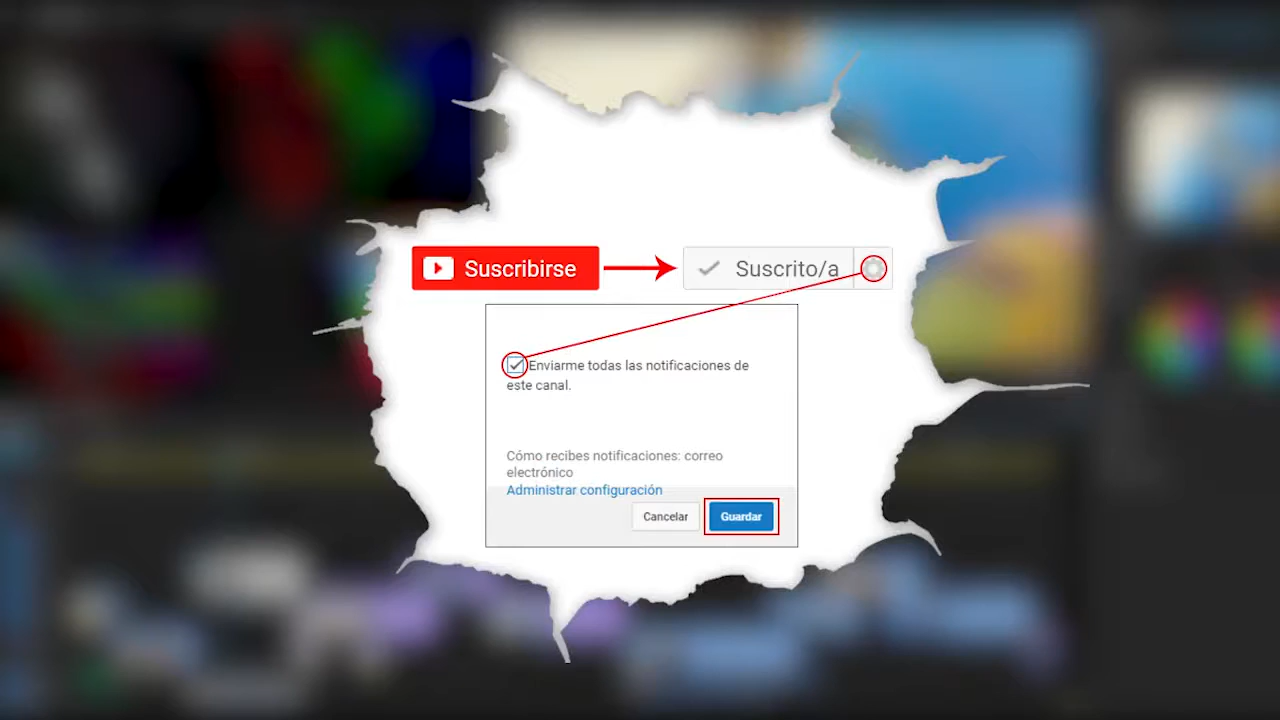 Suscribirse
Suscrito/a
Enviarme todas las notificaciones de
este canal.
Cómo recibes notificaciones: correo
electrónico
Administrar configuración
Cancelar
Guardar